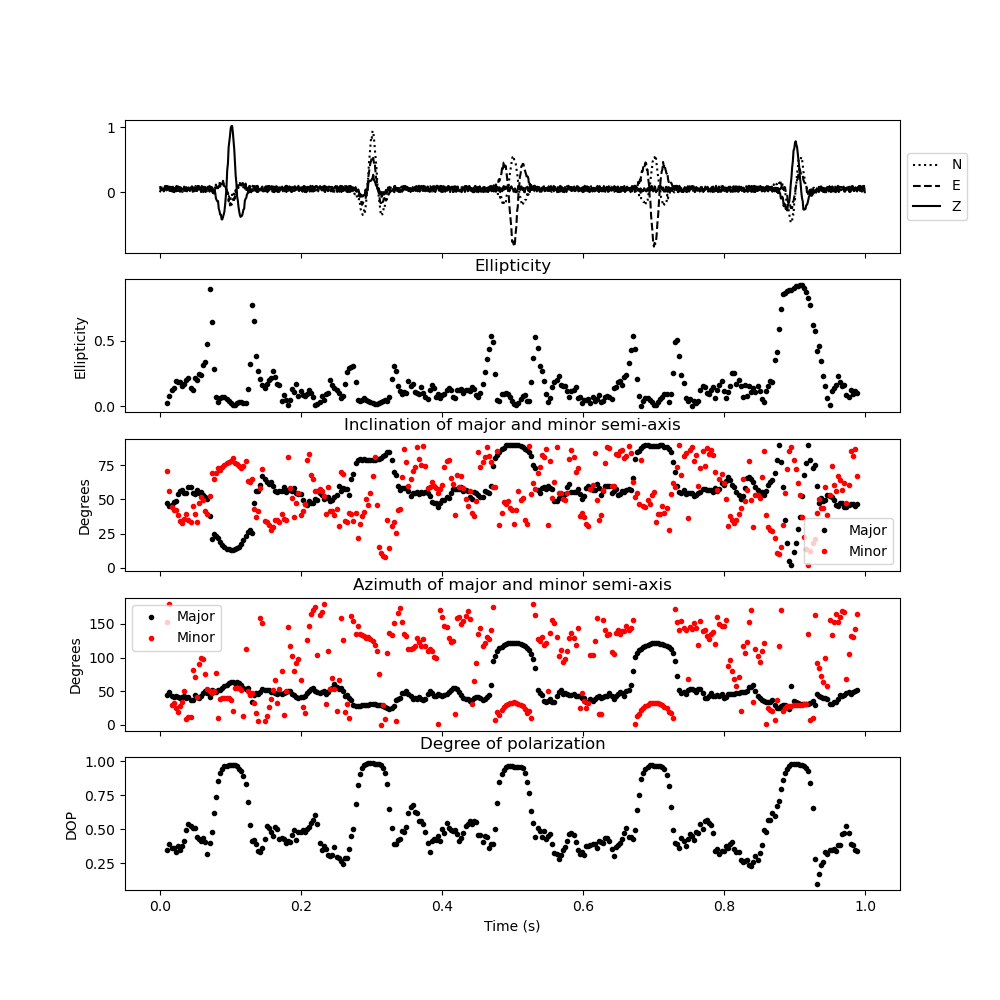 1
0
N
E
Z
Ellipticity
Ellipticity
0.5
0.0
Inclination of major and minor semi-axis
Degrees
75
50
25
0
Major
Minor
Azimuth of major and minor semi-axis
Degrees
150
100
50
0
Major
Minor
Degree of polarization
DOP
1.00
0.75
0.50
0.25
0.0 0.2 0.4 0.6 0.8 1.0
Time (s)